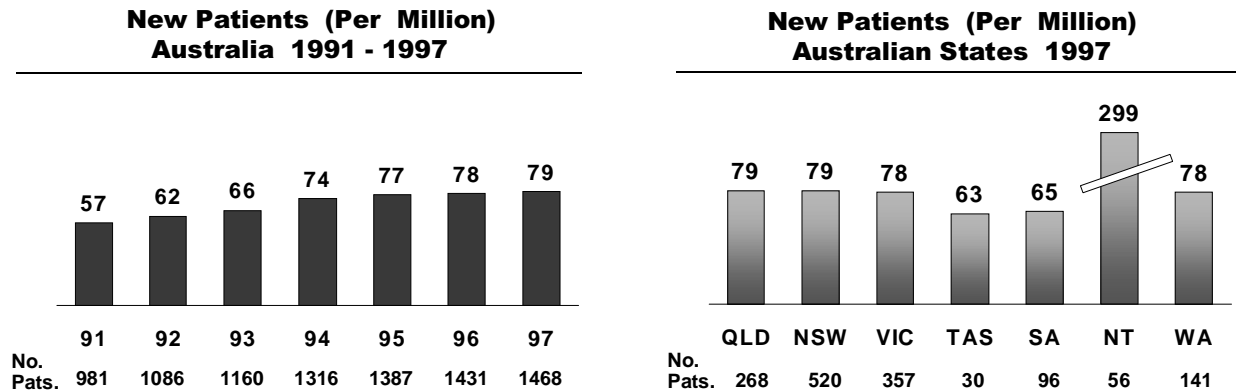 New Patients (Per Million)
Australia 1991 - 1997
57 62 66 74 77 78 79
91 92 93 94 95 96 97
No.
Pats. 981 1086 1160 1316 1387 1431 1468
New Patients (Per Million)
Australian States 1997
79 79 78 63 65 299 78
QLD NSW VIC TAS SA NT WA
No.
Pats. 268 520 357 30 96 56 141